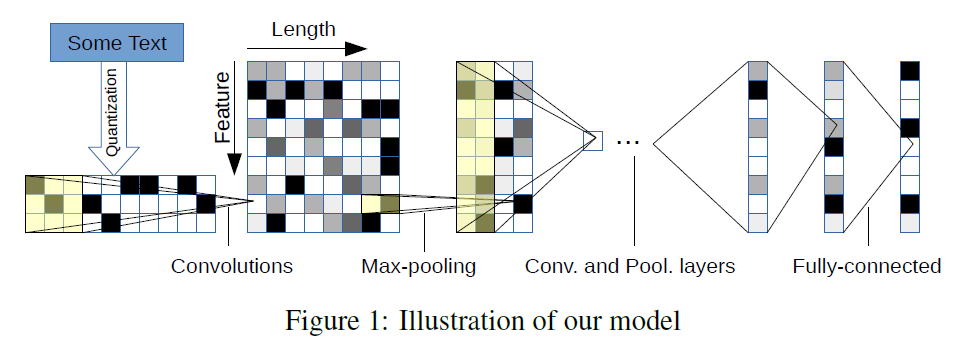 Length
Some Text
Quantization
Feature
...
Convolutions
Max-pooling
Conv. and Pool. layers
Fully-connected
Figure 1: Illustration of our model